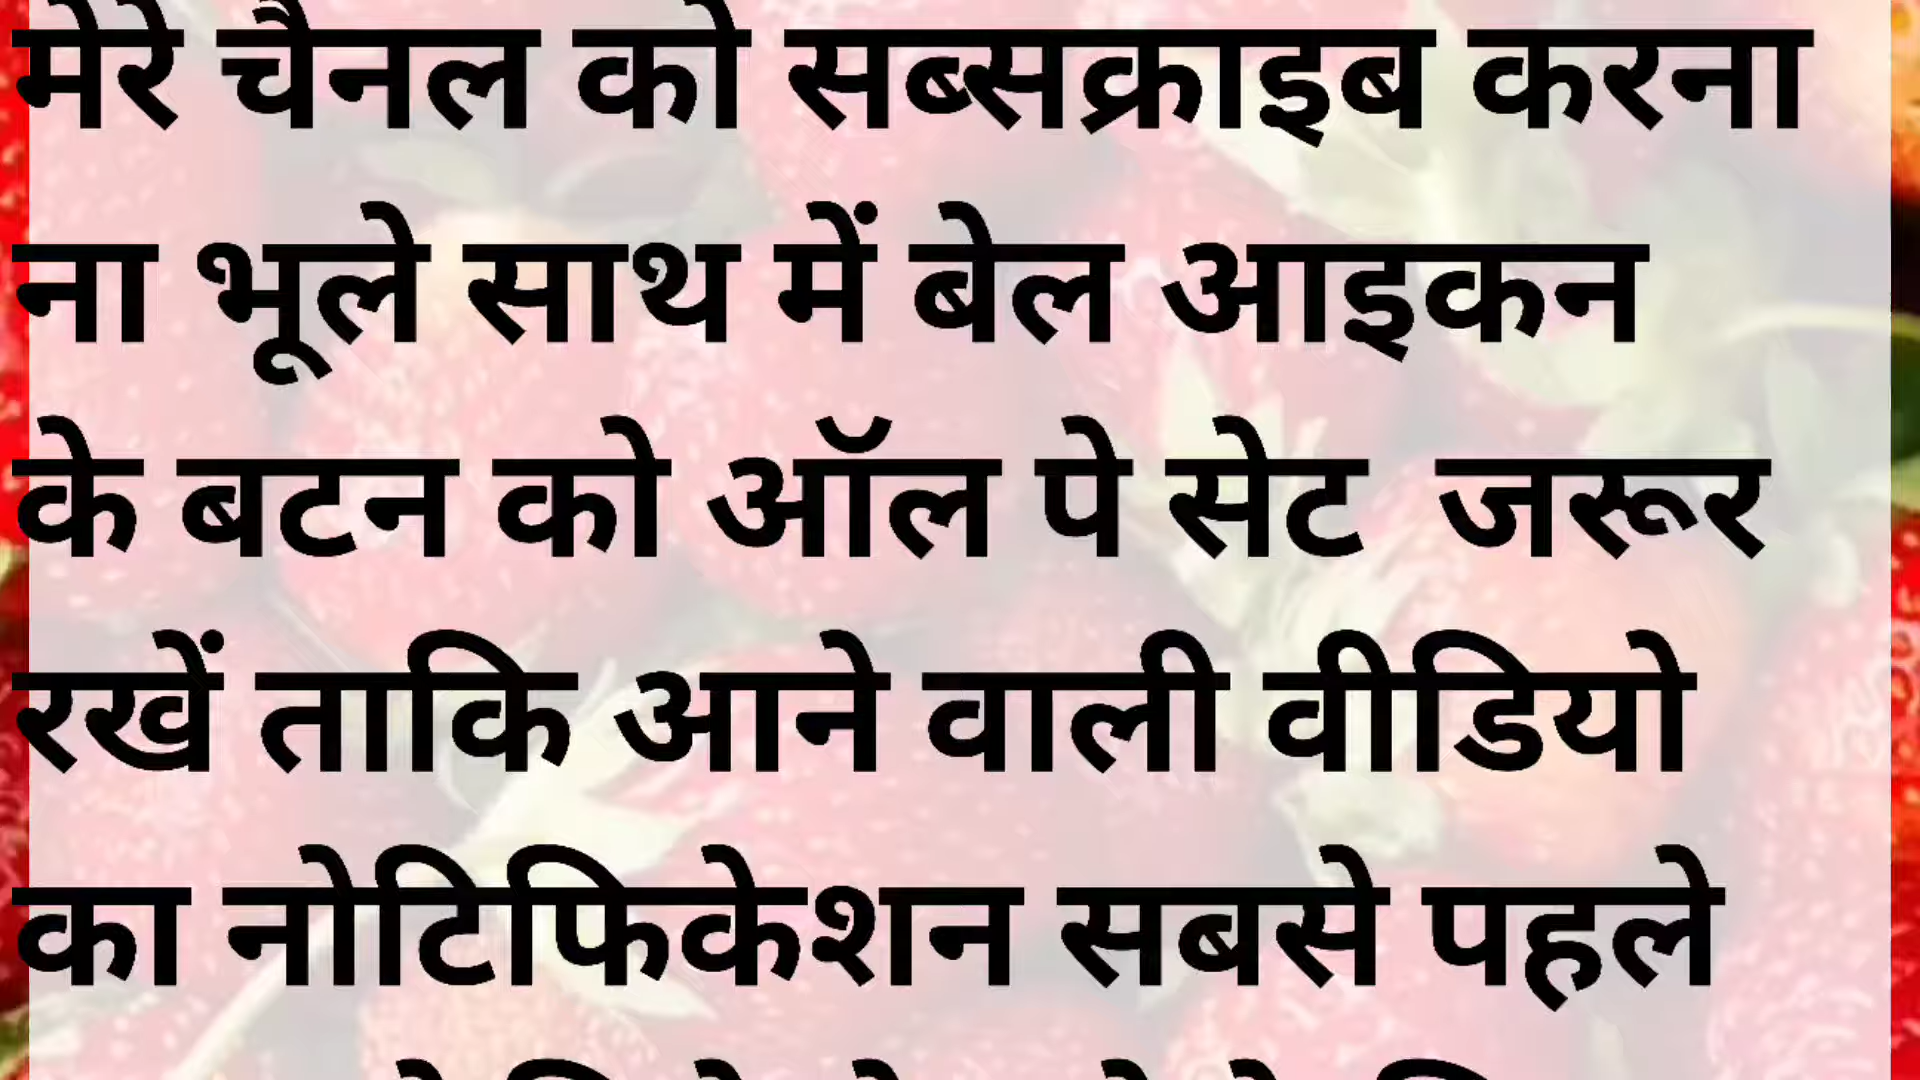 मेरे चैनल को सब्सक्राइब करना
ना भूले साथ में बेल आइकन
के बटन को ऑल पे सेट  जरूर
रखें ताकि आने वाली वीडियो
का नोटिफिकेशन सबसे पहले